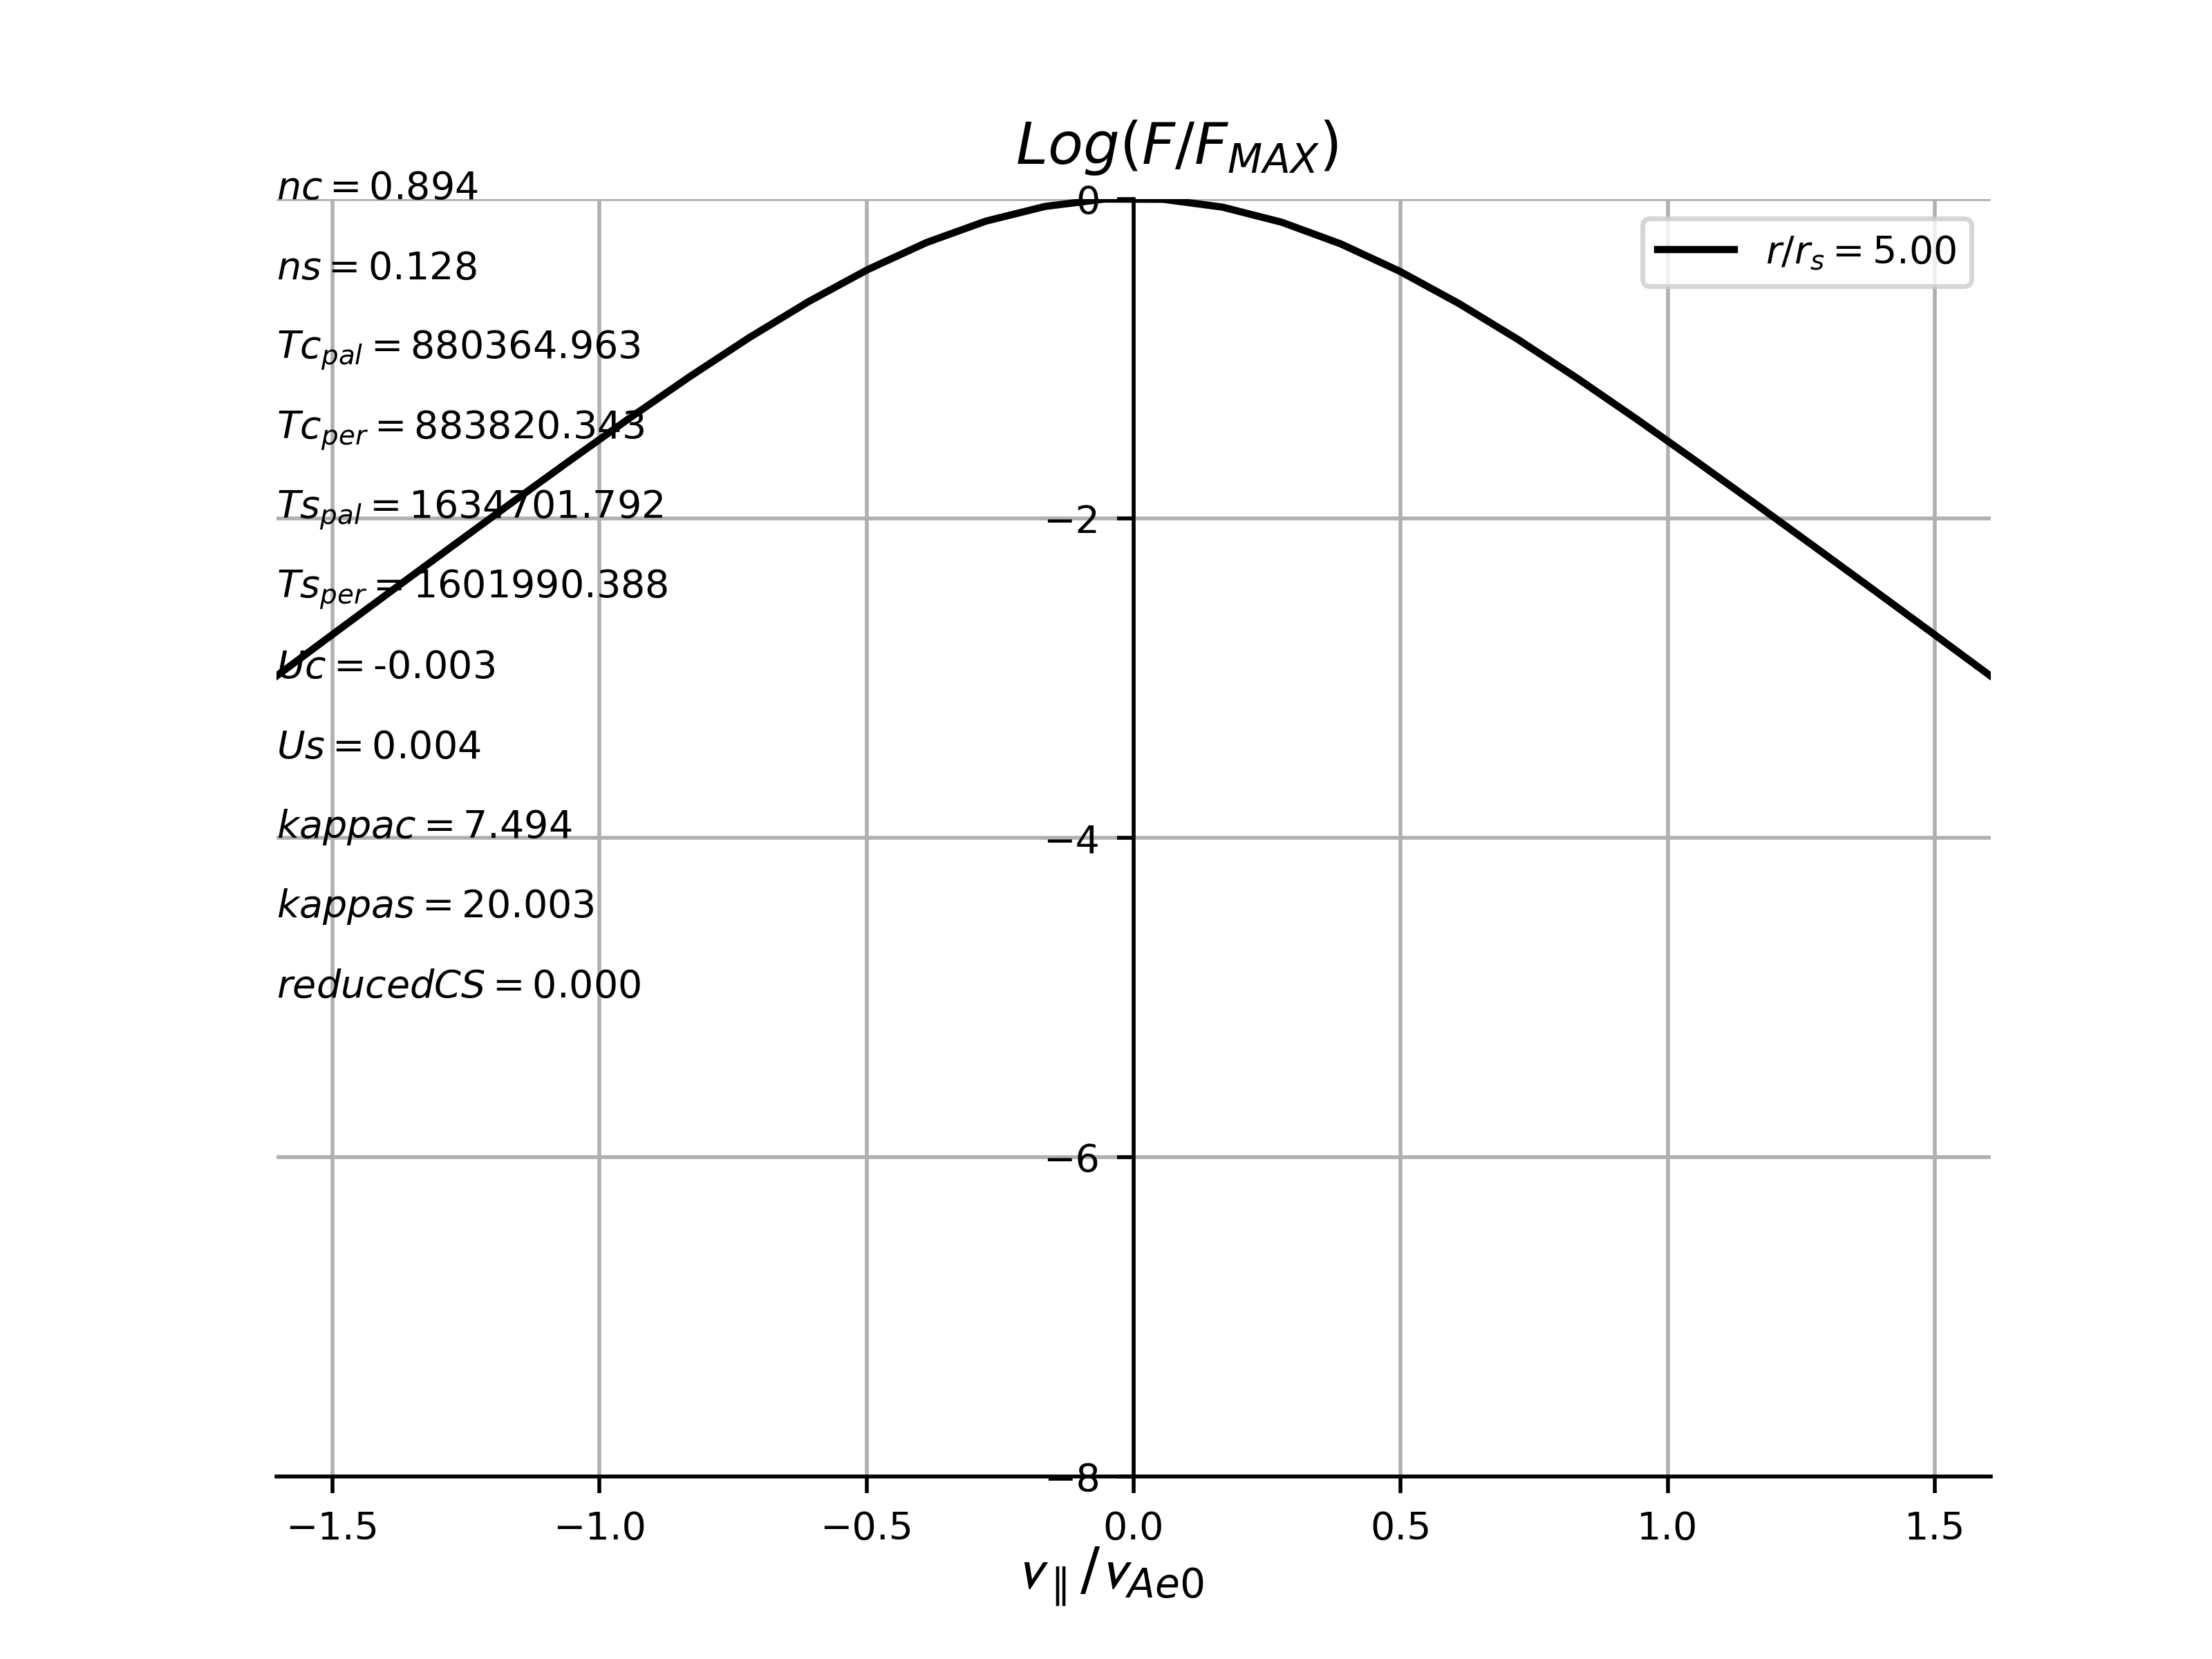 Log(F/F_MAX)
nc = 0.894
0
r/r_s = 5.00
ns = 0.128
Tc_pal = 880364.963
Tc_per = 883820.343
Ts_pal = 1634701.792
−2
Ts_per = 1601990.388
Uc = -0.003
Us = 0.004
kappac = 7.494
−4
kappas = 20.003
reducedCS = 0.000
−6
−8
−1.5 −1.0 −0.5 0.0 0.5 1.0 1.5
v_∥/v_Ae0